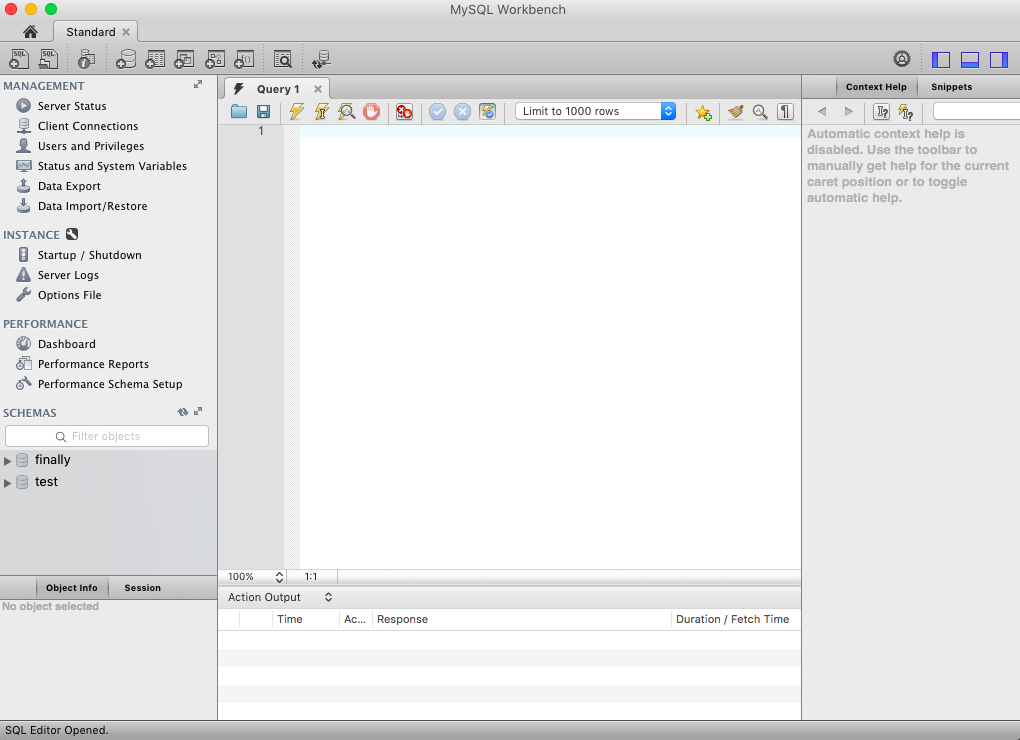 MySQL Workbench
Standard
SQL
SQL
MANAGEMENT
Server Status
Client Connections
Users and Privileges
Status and System Variables
Data Export
Data Import/Restore
INSTANCE
Startup / Shutdown
Server Logs
Options File
PERFORMANCE
Dashboard
Performance Reports
Performance Schema Setup
SCHEMAS
Filter objects
finally
test
Object Info
Session
No object selected
Query 1
Limit to 1000 rows
1
100%
1:1
Action Output
Time
Ac...
Response
Duration / Fetch Time
Context Help
Snippets
Automatic context help is
disabled. Use the toolbar to
manually get help for the current
caret position or to toggle
automatic help.
SQL Editor Opened.